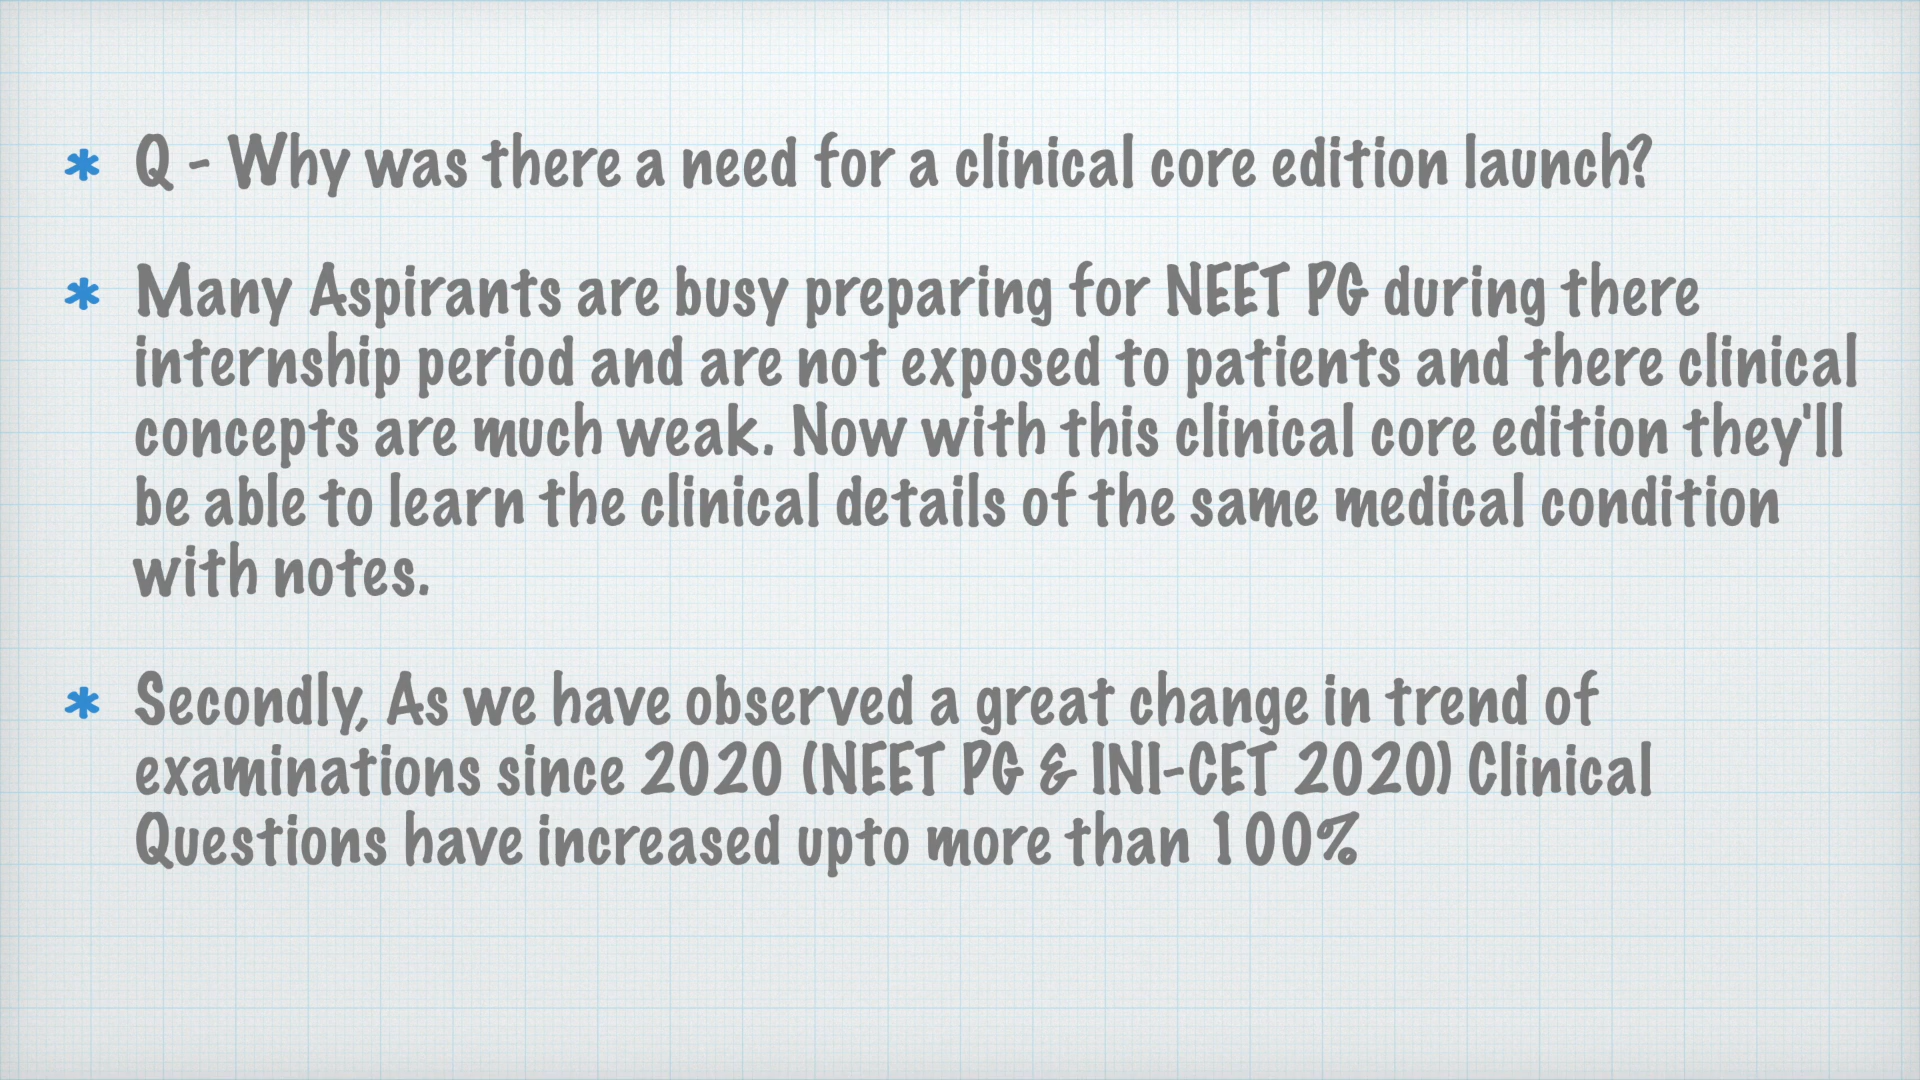 * Q - Why was there a need for a clinical core edition launch?
* Many Aspirants are busy preparing for NEET PG during there
internship period and are not exposed to patients and there clinical
concepts are much weak. Now with this clinical core edition they'll
be able to learn the clinical details of the same medical condition
with notes.
* Secondly, As we have observed a great change in trend of
examinations since 2020 (NEET PG & INI-CET 2020) Clinical
Questions have increased upto more than 100%